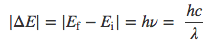 |ΔE| = |E_f − E_i| = hν = hc/λ